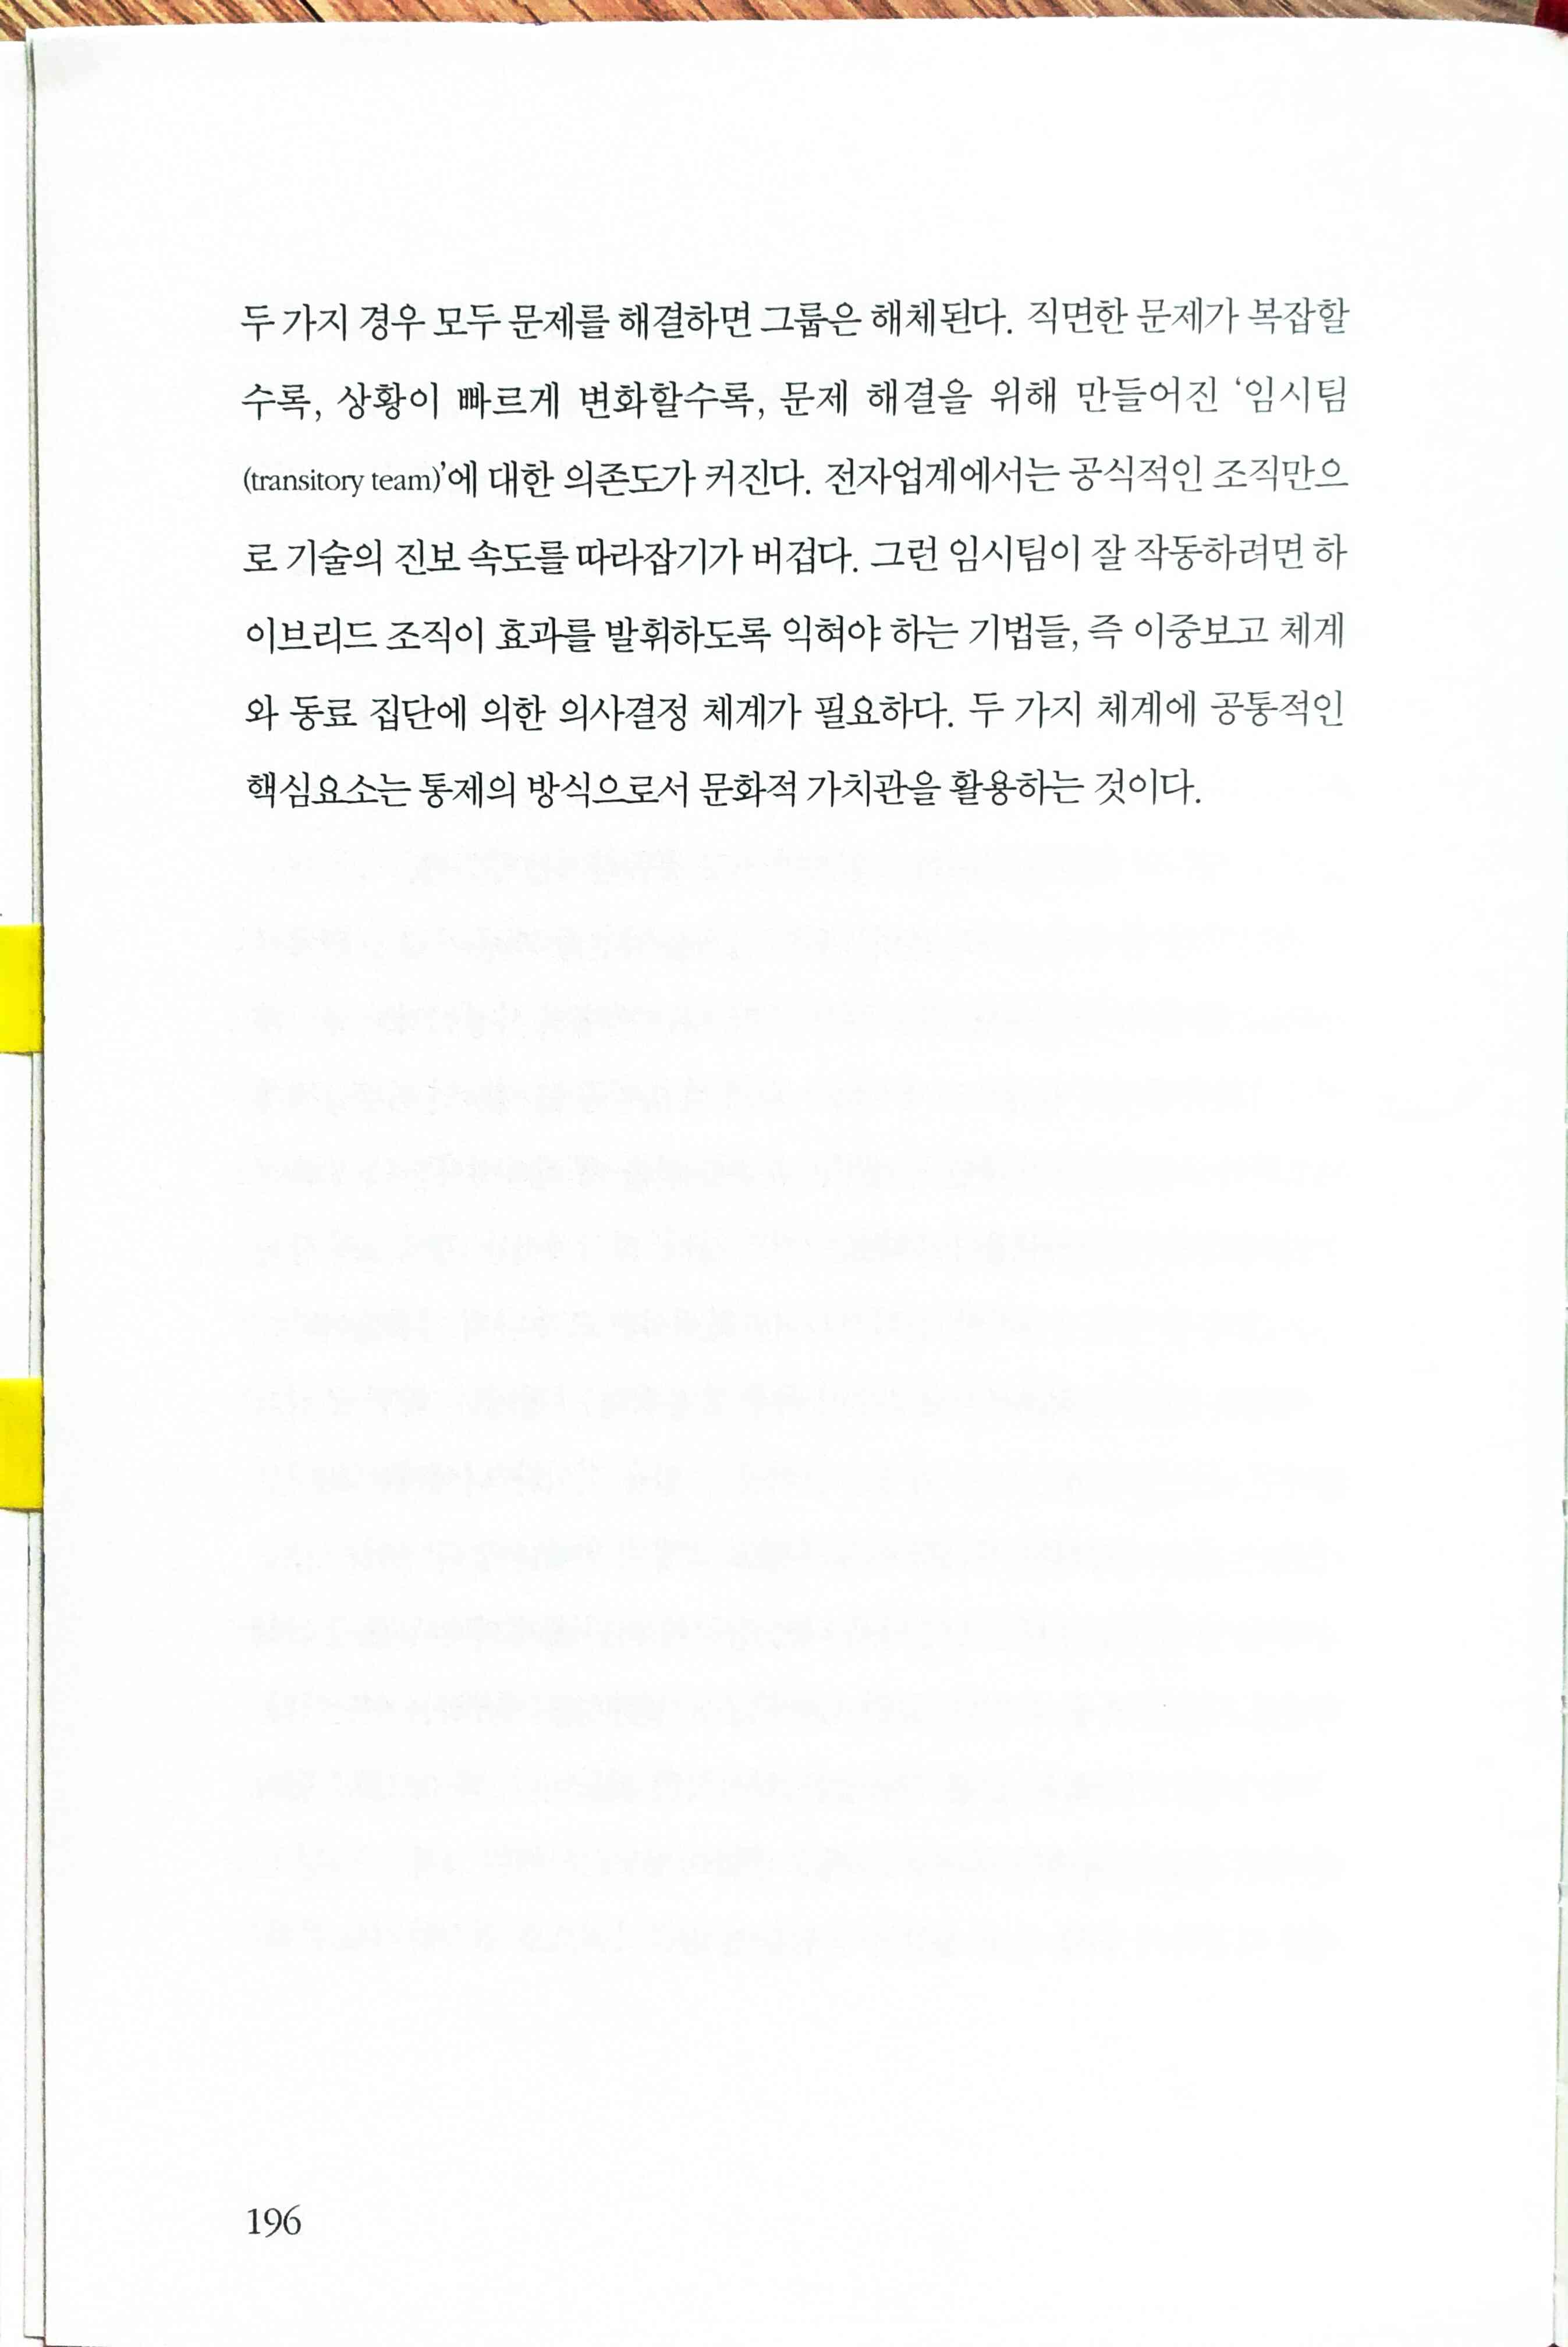 두 가지 경우 모두 문제를 해결하면 그룹은 해체된다. 직면한 문제가 복잡할
수록, 상황이 빠르게 변화할수록, 문제 해결을 위해 만들어진 ‘임시팀
(transitory team)’에 대한 의존도가 커진다. 전자업계에서는 공식적인 조직만으
로 기술의 진보 속도를 따라잡기가 버겁다. 그런 임시팀이 잘 작동하려면 하
이브리드 조직이 효과를 발휘하도록 익혀야 하는 기법들, 즉 이중보고 체계
와 동료 집단에 의한 의사결정 체계가 필요하다. 두 가지 체계에 공통적인
핵심요소는 통제의 방식으로서 문화적 가치관을 활용하는 것이다.
196